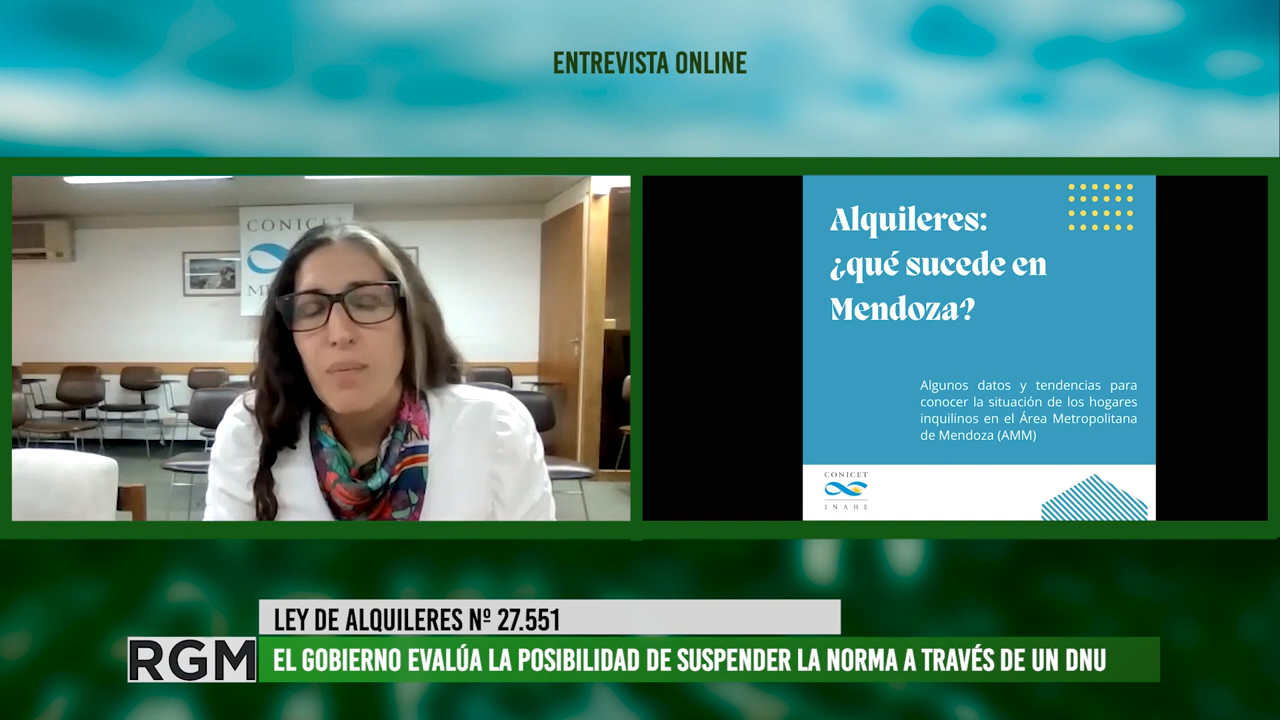 ENTREVISTA ONLINE
CONICET
Alquileres:
¿qué sucede en
Mendoza?
Algunos datos y tendencias para
conocer la situación de los hogares
inquilinos en el Área Metropolitana
de Mendoza (AMM)
CONICET
INAHE
LEY DE ALQUILERES Nº 27.551
RGM
EL GOBIERNO EVALÚA LA POSIBILIDAD DE SUSPENDER LA NORMA A TRAVÉS DE UN DNU